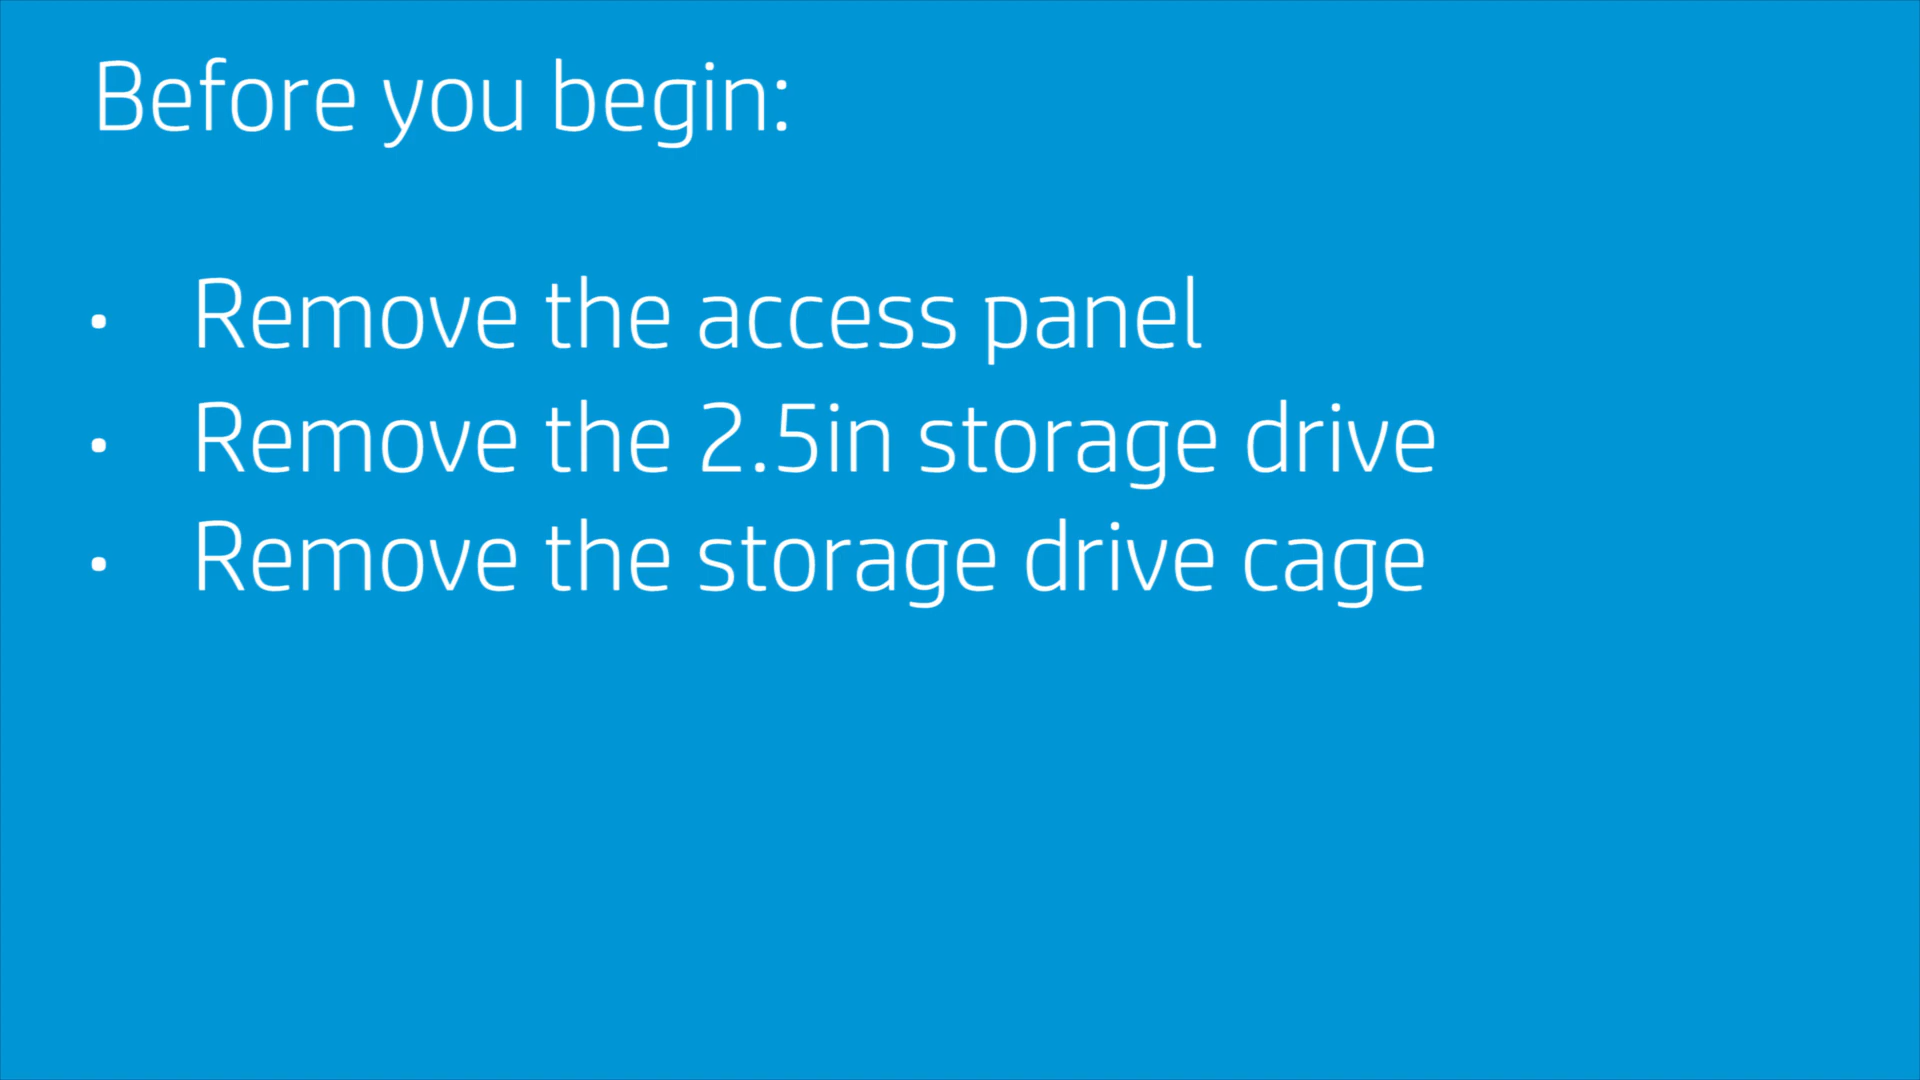 Before you begin:
• Remove the access panel
• Remove the 2.5in storage drive
• Remove the storage drive cage